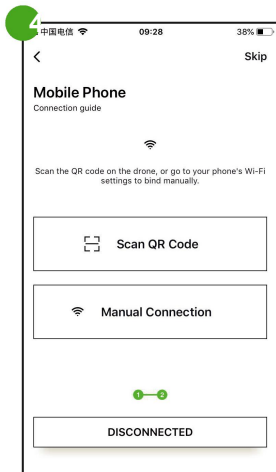 4
中国电信 09:28 38%
Skip
Mobile Phone
Connection guide
Scan the QR code on the drone, or go to your phone's Wi-Fi
settings to bind manually.
Scan QR Code
Manual Connection
1 2
DISCONNECTED